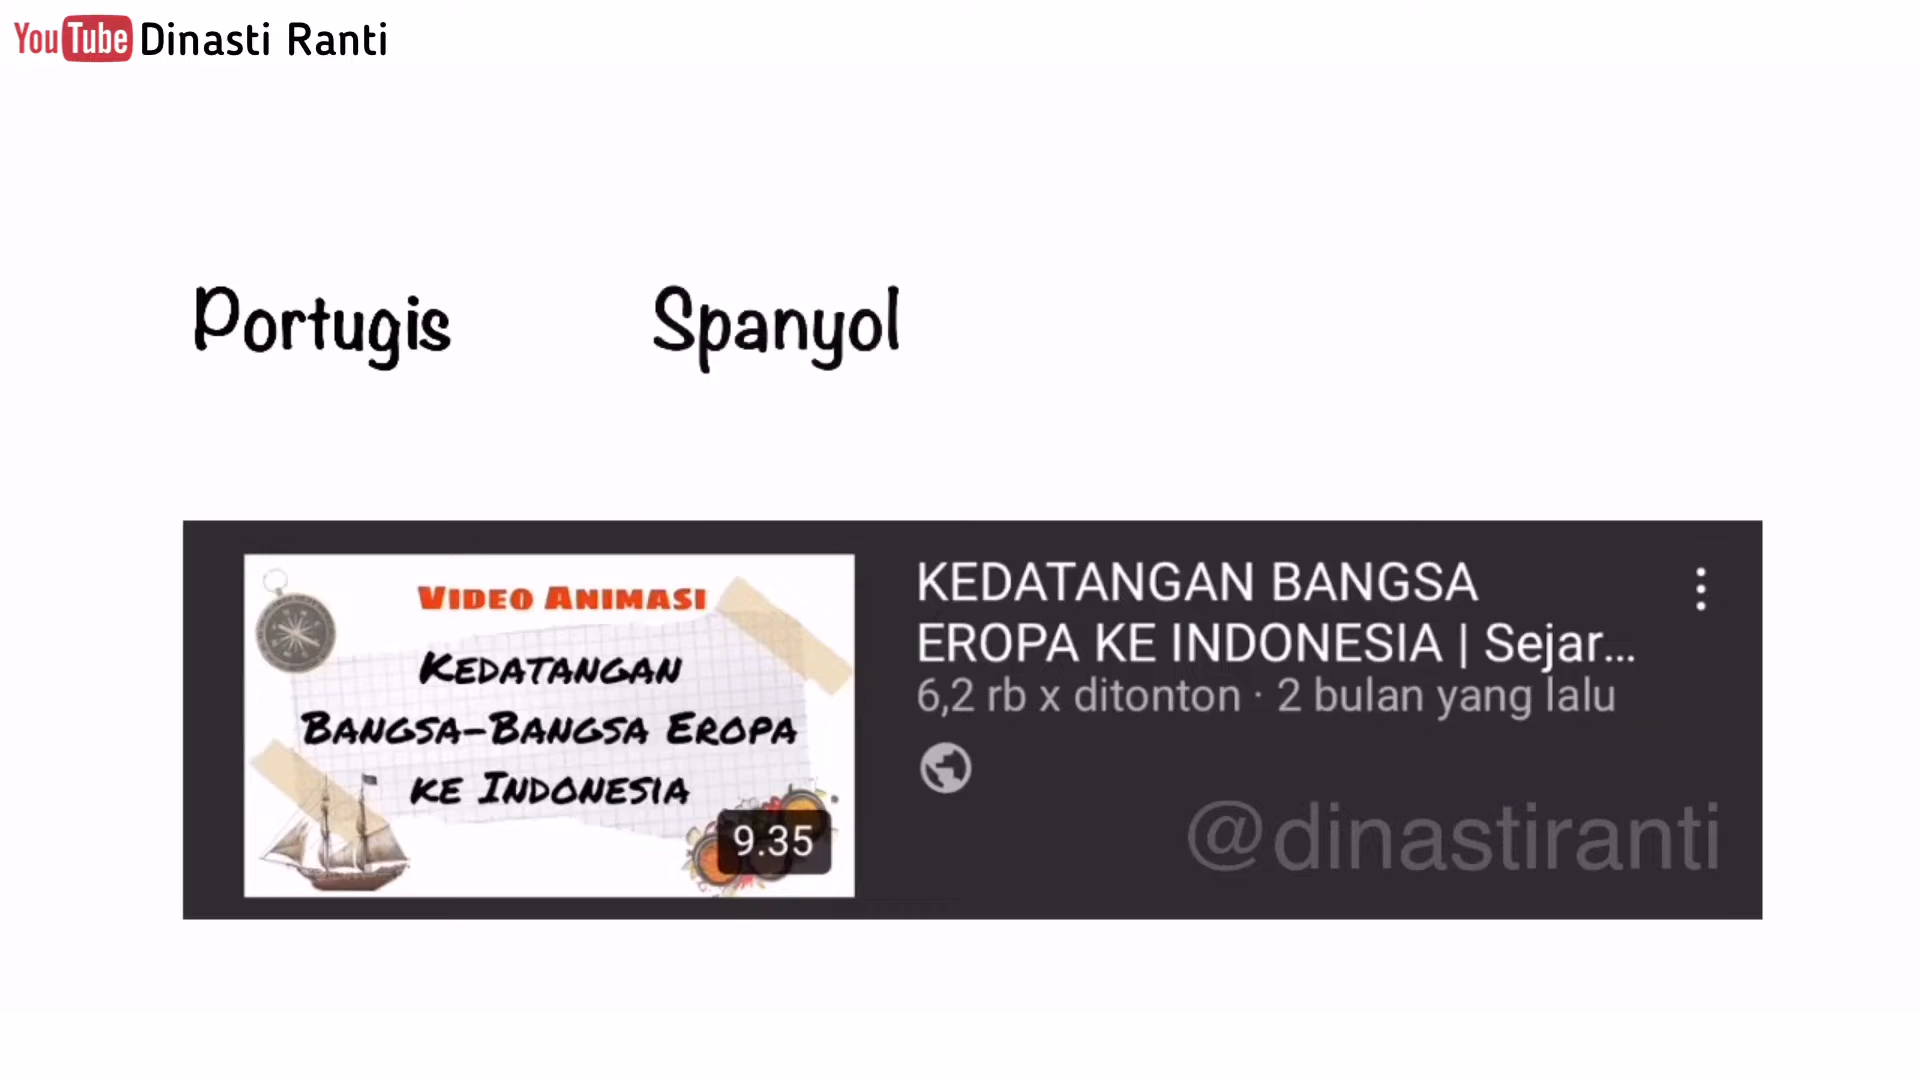 YouTube Dinasti Ranti
Portugis Spanyol
VIDEO ANIMASI
KEDATANGAN
BANGSA-BANGSA EROPA
KE INDONESIA
9.35
KEDATANGAN BANGSA
EROPA KE INDONESIA | Sejar...
6,2 rb x ditonton · 2 bulan yang lalu
@dinastiranti